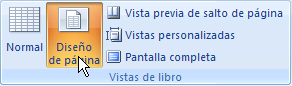 Normal
Diseño
de página
Vista previa de salto de página
Vistas personalizadas
Pantalla completa
Vistas de libro